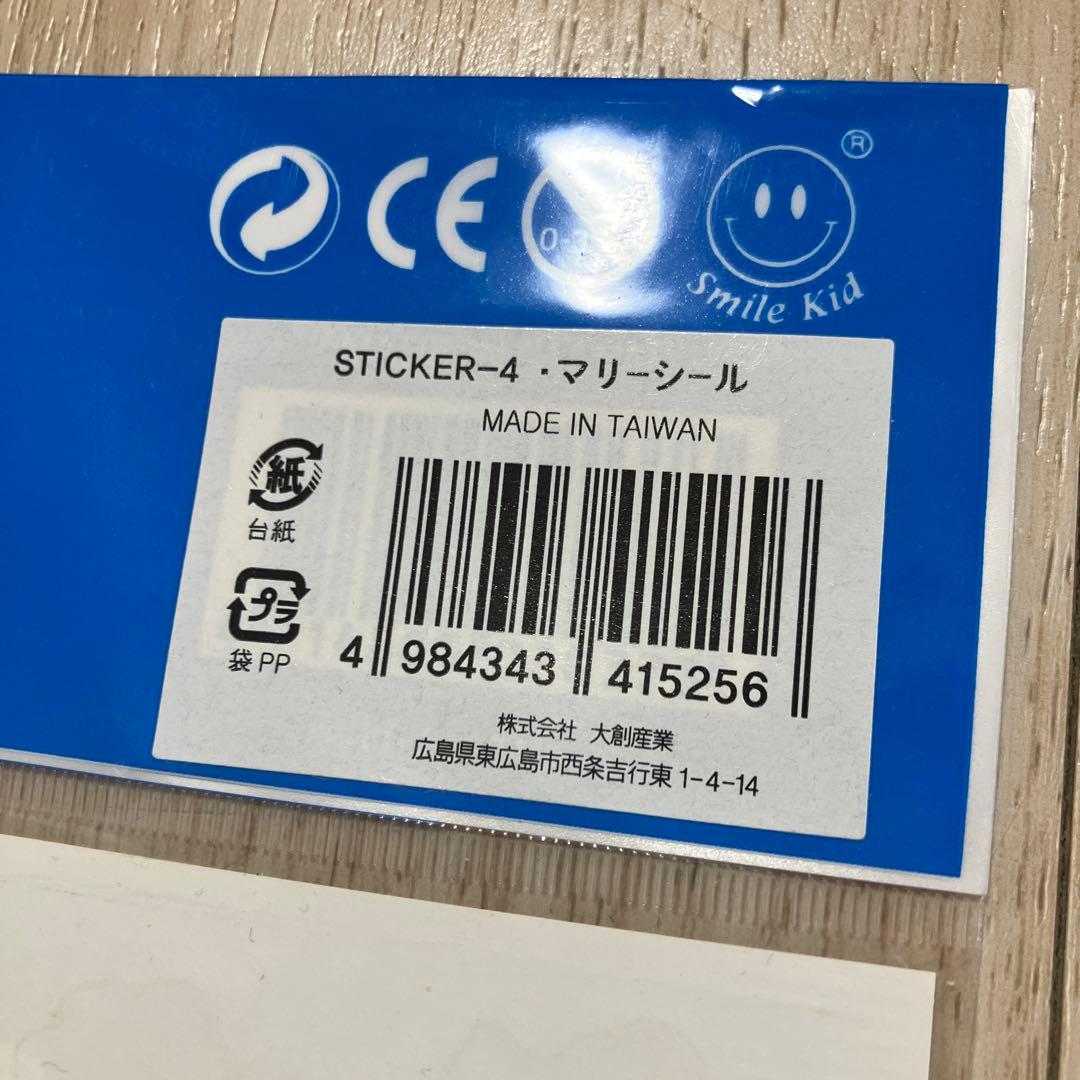 CE
®
Smile Kid
STICKER-4 ・マリーシール
MADE IN TAIWAN
紙
台紙
プラ
袋PP
4 984343 415256
株式会社 大創産業
広島県東広島市西条吉行東1-4-14